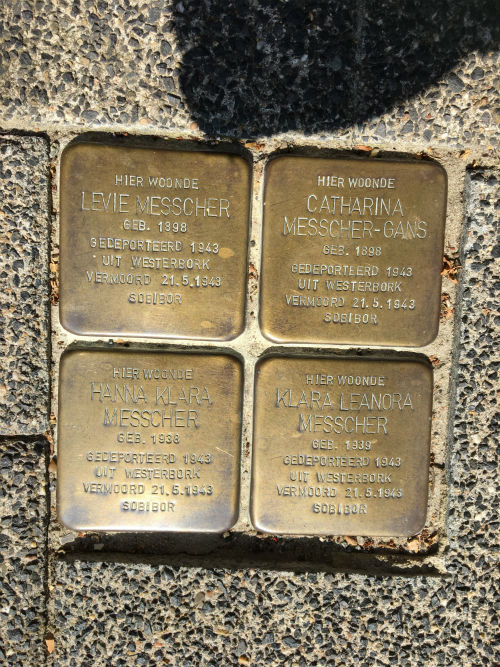 HIER WOONDE
LEVIE MESSCHER
GEB. 1898
GEDEPORTEERD 1943
UIT WESTERBORK
VERMOORD 21.5.1943
SOBIBOR
HIER WOONDE
CATHARINA
MESSCHER-GANS
GEB. 1898
GEDEPORTEERD 1943
UIT WESTERBORK
VERMOORD 21.5.1943
SOBIBOR
HIER WOONDE
HANNA KLARA
MESSCHER
GEB. 1938
GEDEPORTEERD 1943
UIT WESTERBORK
VERMOORD 21.5.1943
SOBIBOR
HIER WOONDE
KLARA LEANORA
MESSCHER
GEB. 1939
GEDEPORTEERD 1943
UIT WESTERBORK
VERMOORD 21.5.1943
SOBIBOR